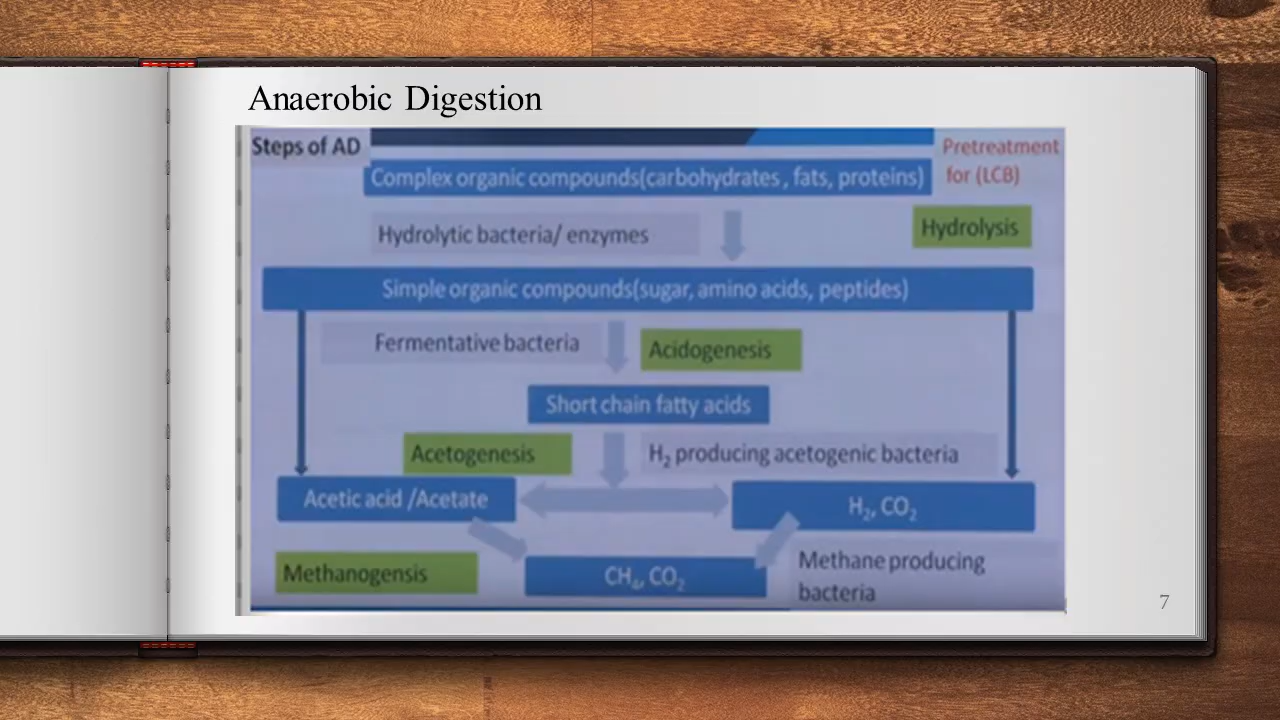 Anaerobic Digestion
Steps of AD
Pretreatment
for (LCB)
Complex organic compounds(carbohydrates, fats, proteins)
Hydrolytic bacteria/ enzymes
Hydrolysis
Simple organic compounds(sugar, amino acids, peptides)
Fermentative bacteria
Acidogenesis
Short chain fatty acids
Acetogenesis
H₂ producing acetogenic bacteria
Acetic acid /Acetate
H₂, CO₂
Methanogensis
CH₄, CO₂
Methane producing
bacteria
7